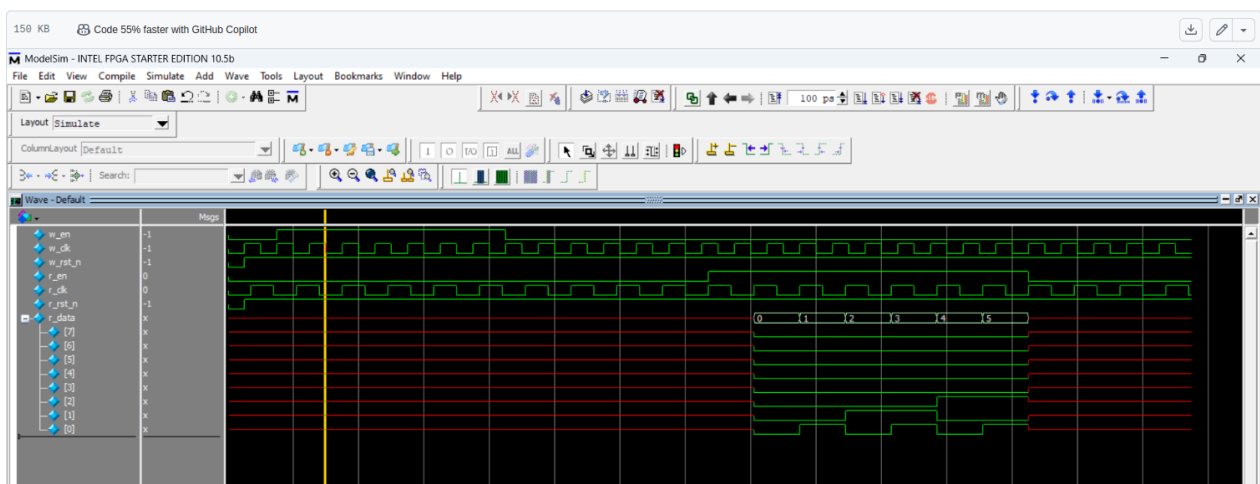 150 KB Code 55% faster with GitHub Copilot
ModelSim - INTEL FPGA STARTER EDITION 10.5b
File Edit View Compile Simulate Add Wave Tools Layout Bookmarks Window Help
100 ps
Layout Simulate
ColumnLayout Default
Search:
Wave - Default
Msgs
w_en -1
w_clk -1
w_rst_n -1
r_en 0
r_clk 0
r_rst_n -1
r_data x 0 1 2 3 4 5
[7] x
[6] x
[5] x
[4] x
[3] x
[2] x
[1] x
[0] x